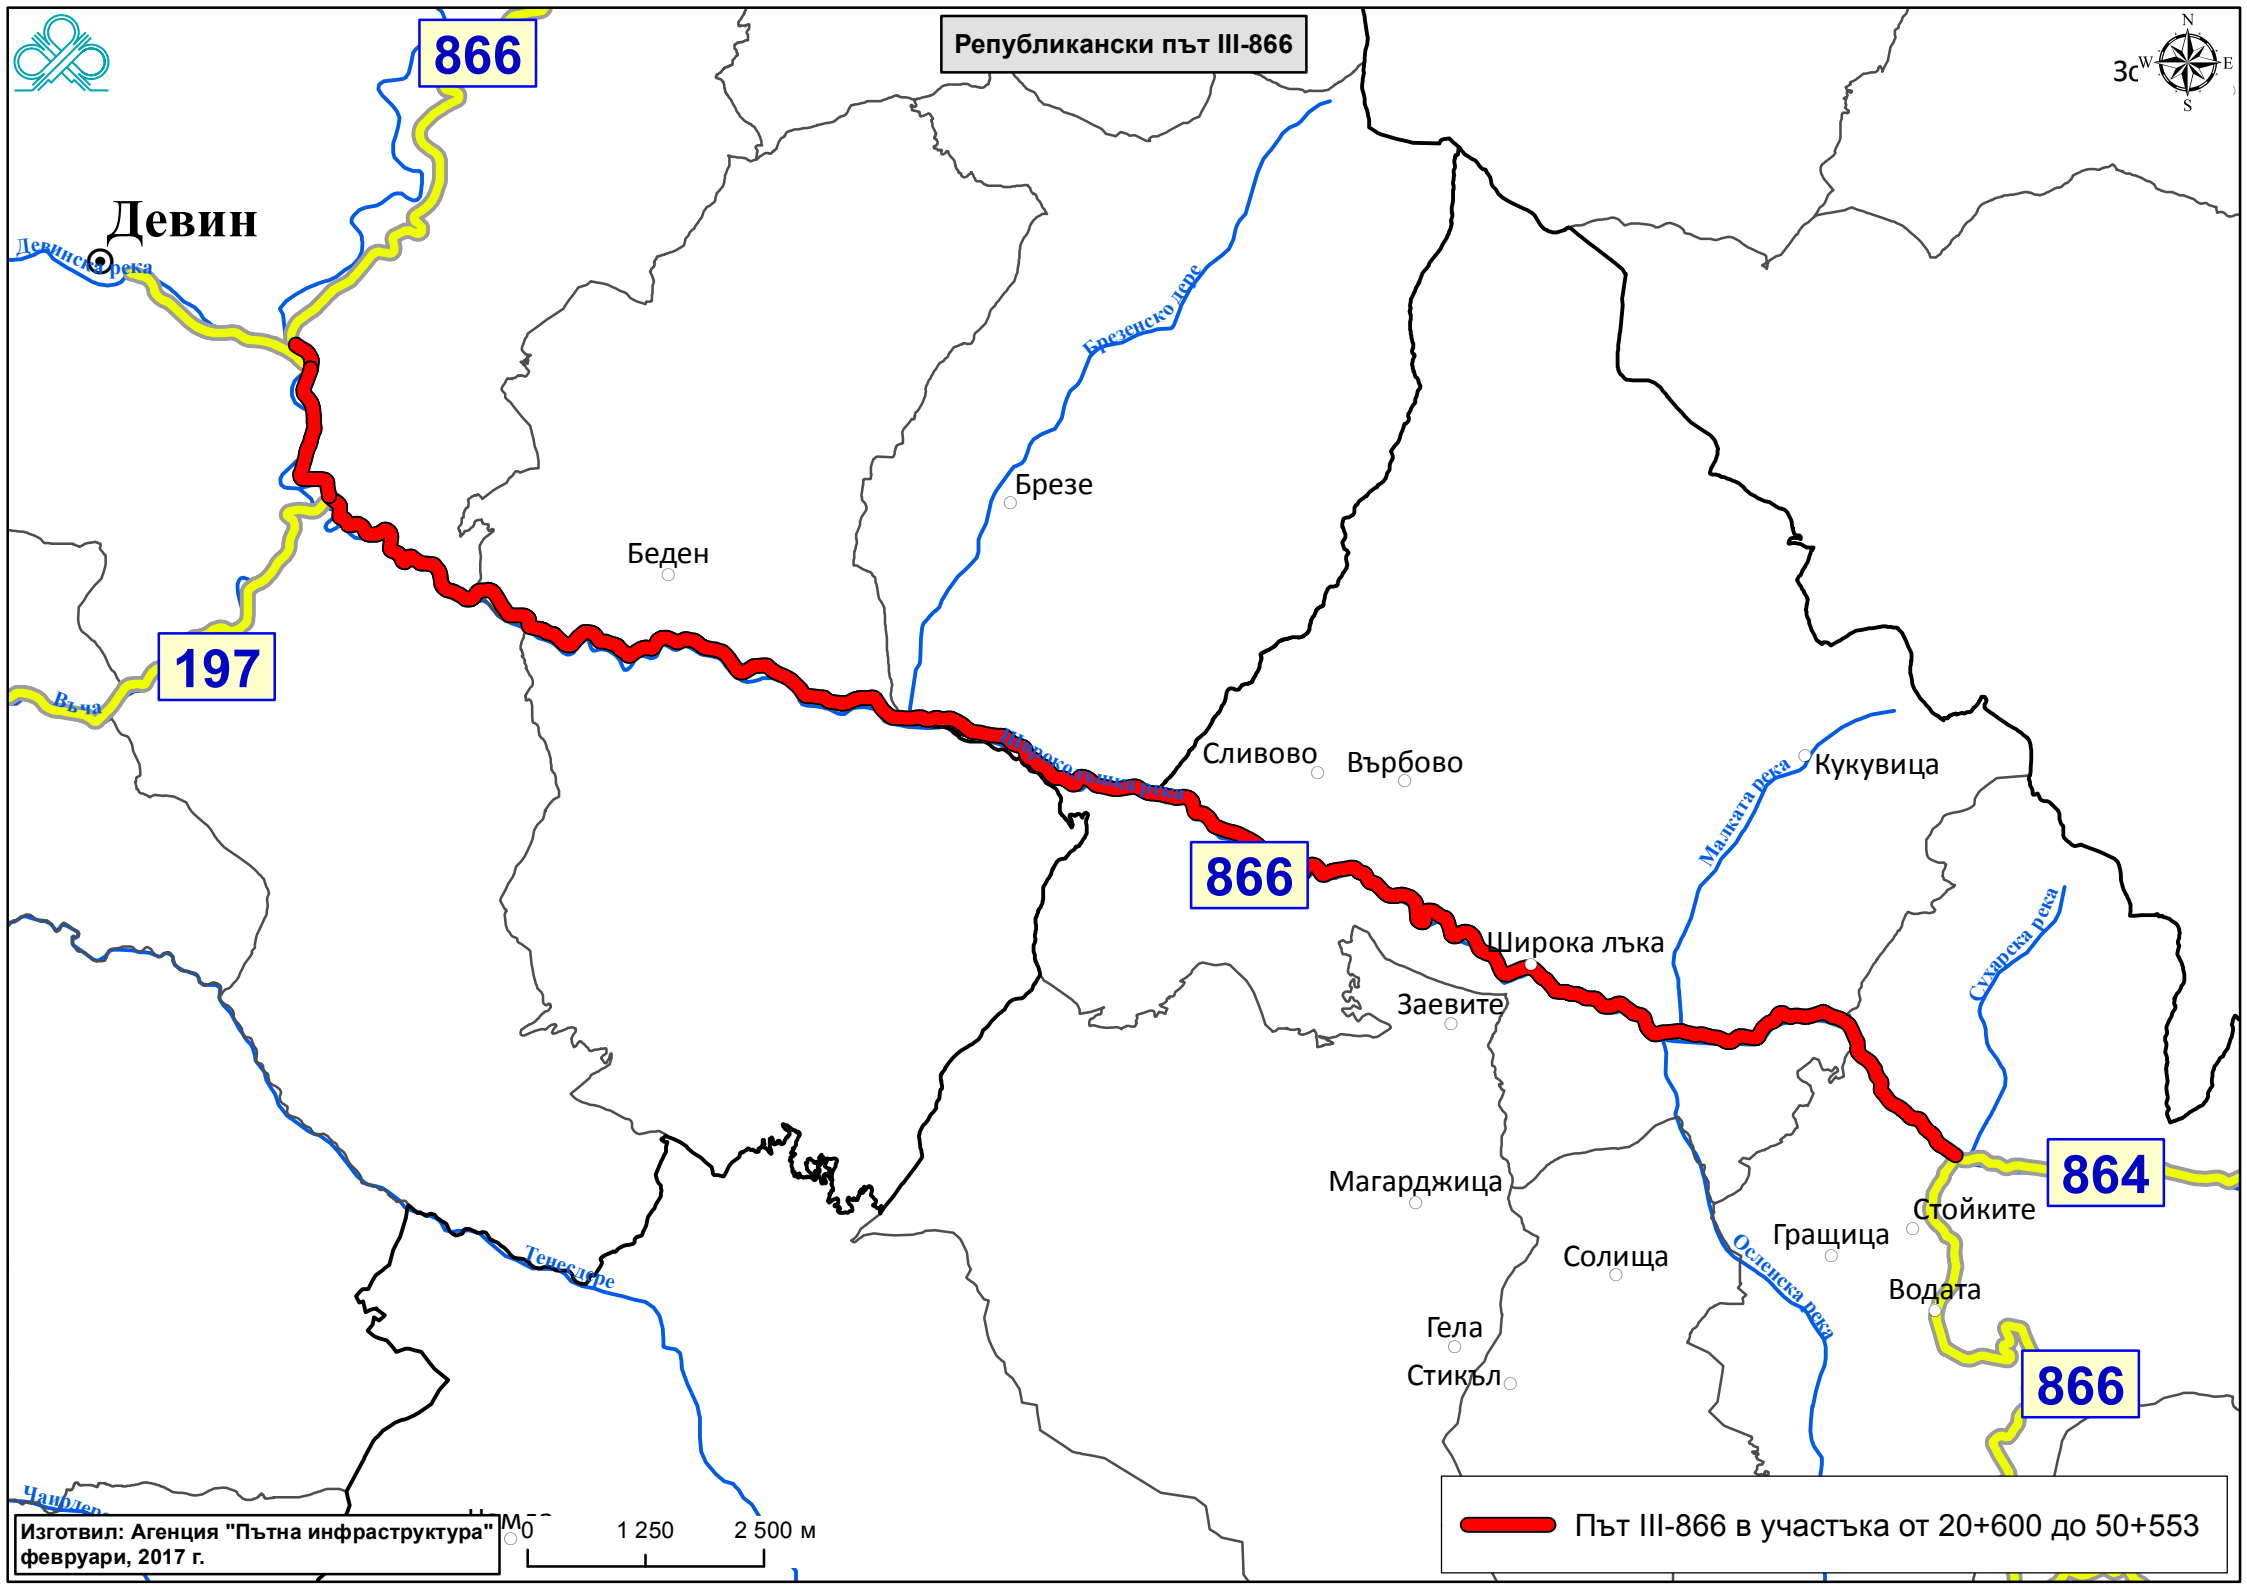 Републикански път III-866
866
N
W
E
S
Девин
Девинска река
Брезенско дере
Брезе
Беден
197
Въча
Широколъшка река
Сливово
Върбово
Кукувица
Малката река
866
Сухарска река
Широка лъка
Заевите
864
Магарджица
Стойките
Гращица
Солища
Осленска река
Тенесдере
Водата
Гела
Стикъл
866
Изготвил: Агенция "Пътна инфраструктура"
февруари, 2017 г.
0 1 250 2 500 м
Път III-866 в участъка от 20+600 до 50+553